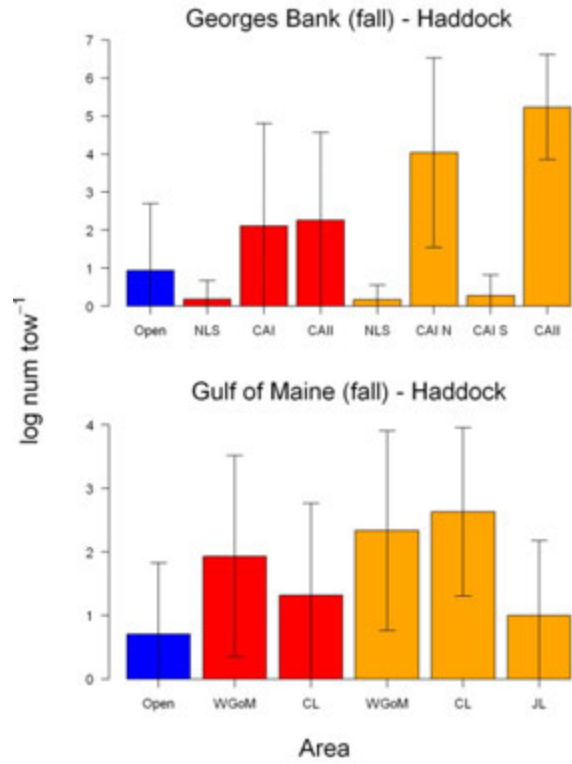 Georges Bank (fall) - Haddock
7
6
5
4
3
2
1
0
Open NLS CAI CAII NLS CAI N CAI S CAII
log num tow⁻¹
Gulf of Maine (fall) - Haddock
4
3
2
1
0
Open WGoM CL WGoM CL JL
Area